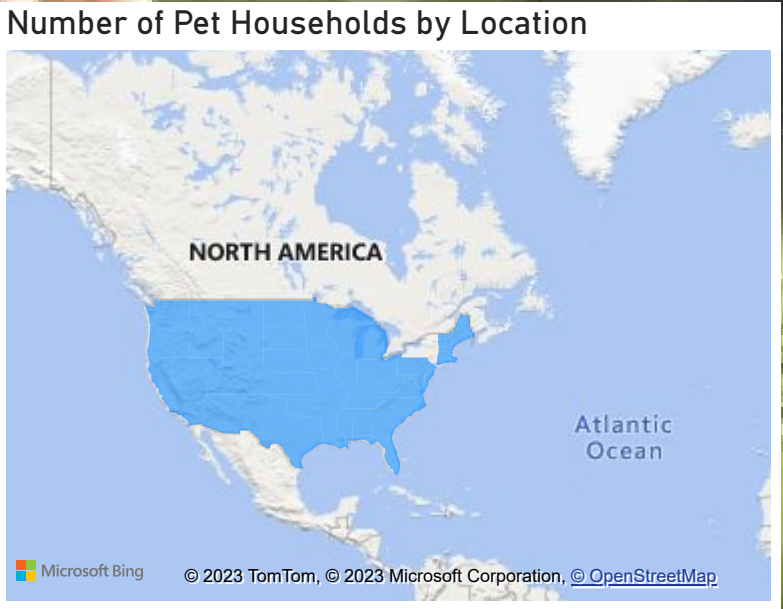 Number of Pet Households by Location
NORTH AMERICA
Atlantic
Ocean
Microsoft Bing
© 2023 TomTom, © 2023 Microsoft Corporation, © OpenStreetMap